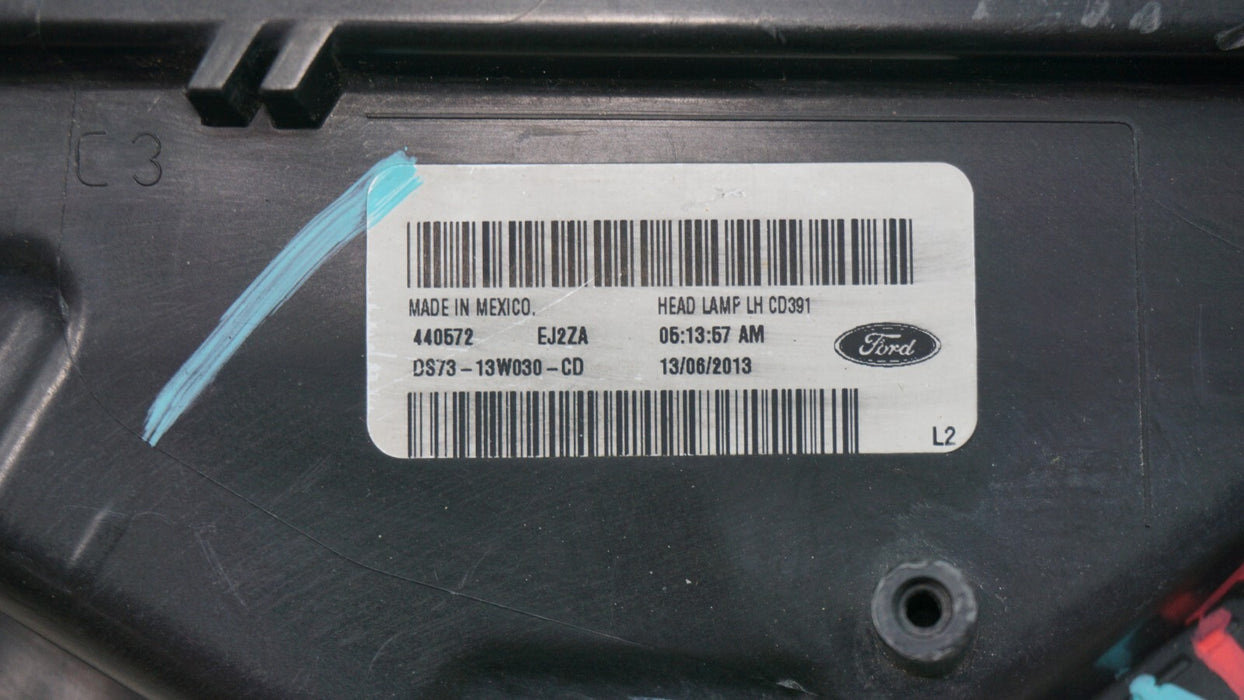 C3
MADE IN MEXICO. HEAD LAMP LH CD391
440572 EJ2ZA 05:13:57 AM
Ford
DS73-13W030-CD 13/06/2013
L2